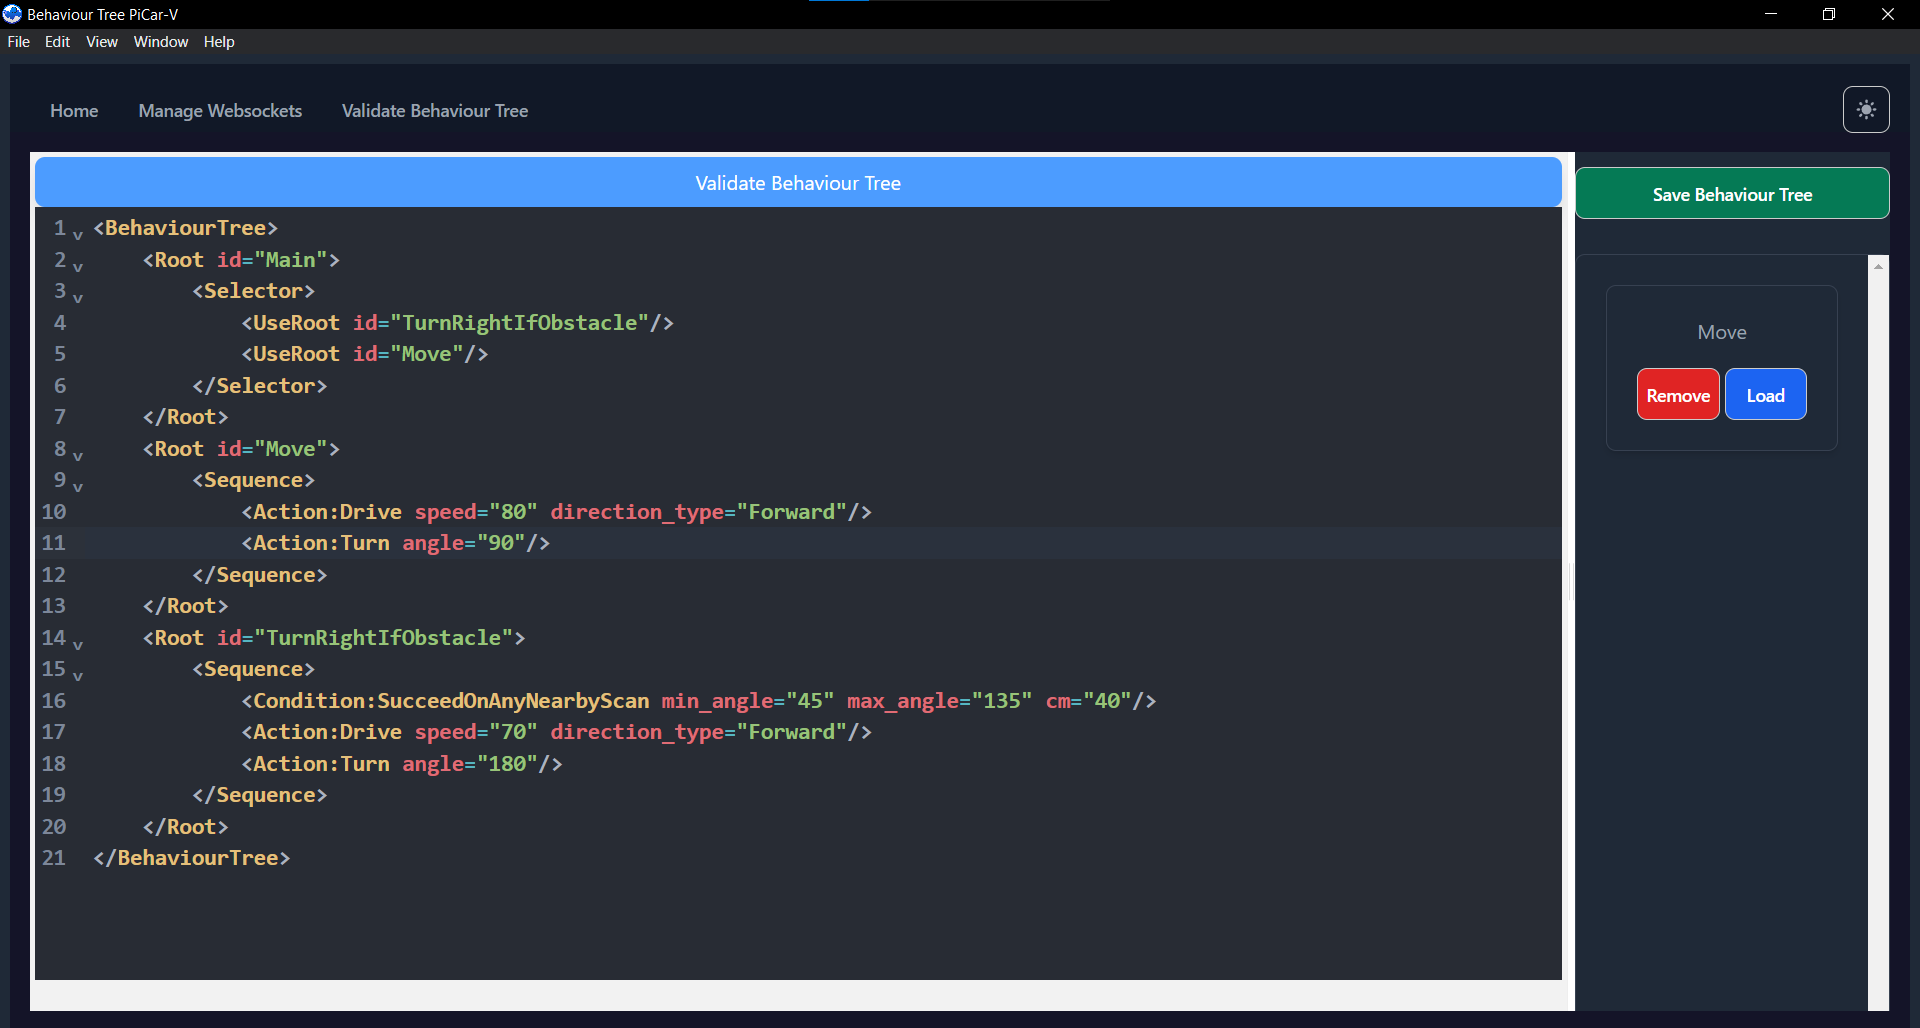 Behaviour Tree PiCar-V
File Edit View Window Help
Home Manage Websockets Validate Behaviour Tree
Validate Behaviour Tree
1 <BehaviourTree>
2 <Root id="Main">
3 <Selector>
4 <UseRoot id="TurnRightIfObstacle"/>
5 <UseRoot id="Move"/>
6 </Selector>
7 </Root>
8 <Root id="Move">
9 <Sequence>
10 <Action:Drive speed="80" direction_type="Forward"/>
11 <Action:Turn angle="90"/>
12 </Sequence>
13 </Root>
14 <Root id="TurnRightIfObstacle">
15 <Sequence>
16 <Condition:SucceedOnAnyNearbyScan min_angle="45" max_angle="135" cm="40"/>
17 <Action:Drive speed="70" direction_type="Forward"/>
18 <Action:Turn angle="180"/>
19 </Sequence>
20 </Root>
21 </BehaviourTree>
Save Behaviour Tree
Move
Remove Load